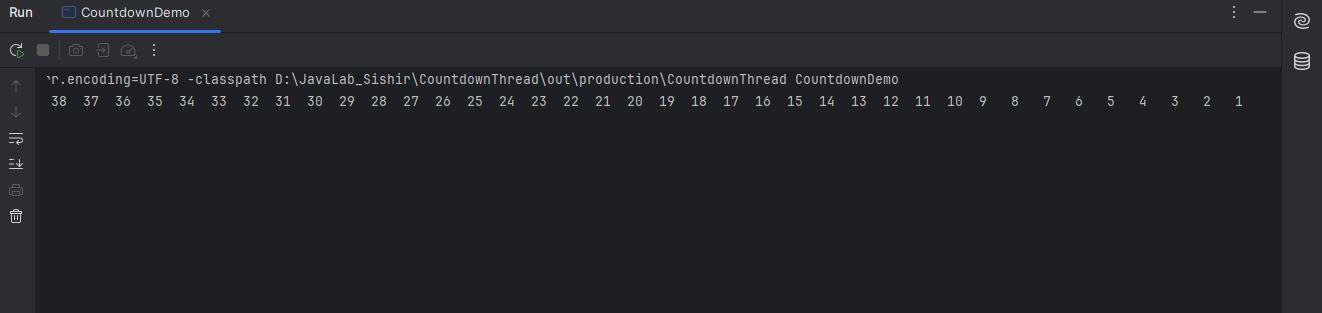 Run CountdownDemo
r.encoding=UTF-8 -classpath D:\JavaLab_Sishir\CountdownThread\out\production\CountdownThread CountdownDemo
38 37 36 35 34 33 32 31 30 29 28 27 26 25 24 23 22 21 20 19 18 17 16 15 14 13 12 11 10 9 8 7 6 5 4 3 2 1